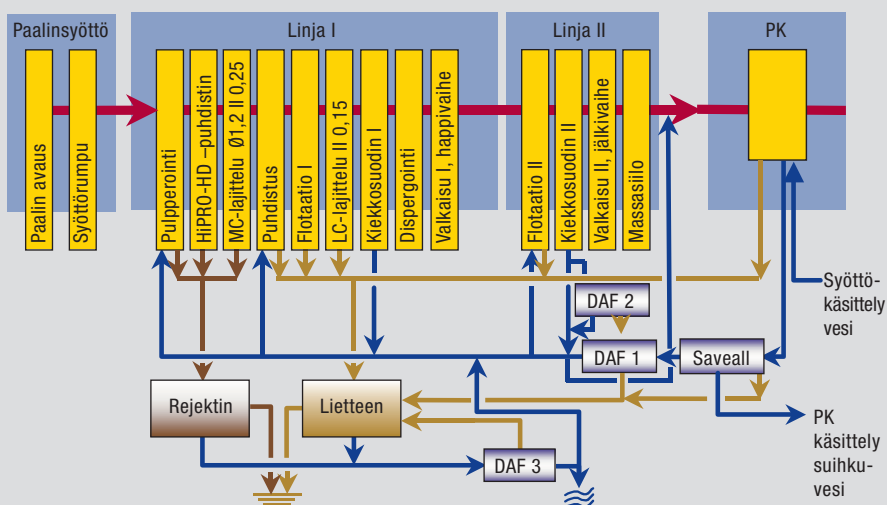 Paalinsyöttö
Linja I
Linja II
PK
Paalin avaus
Syöttörumpu
Pulpperointi
HiPRO-HD –puhdistin
MC-lajittelu Ø1,2 II 0,25
Puhdistus
Flotaatio I
LC-lajittelu II 0,15
Kiekkosuodin I
Dispergointi
Valkaisu I, happivaihe
Flotaatio II
Kiekkosuodin II
Valkaisu II, jälkivaihe
Massasiilo
Syöttö-
käsittely
vesi
DAF 2
DAF 1
Saveall
Rejektin
Lietteen
DAF 3
PK
käsittely
suihku-
vesi